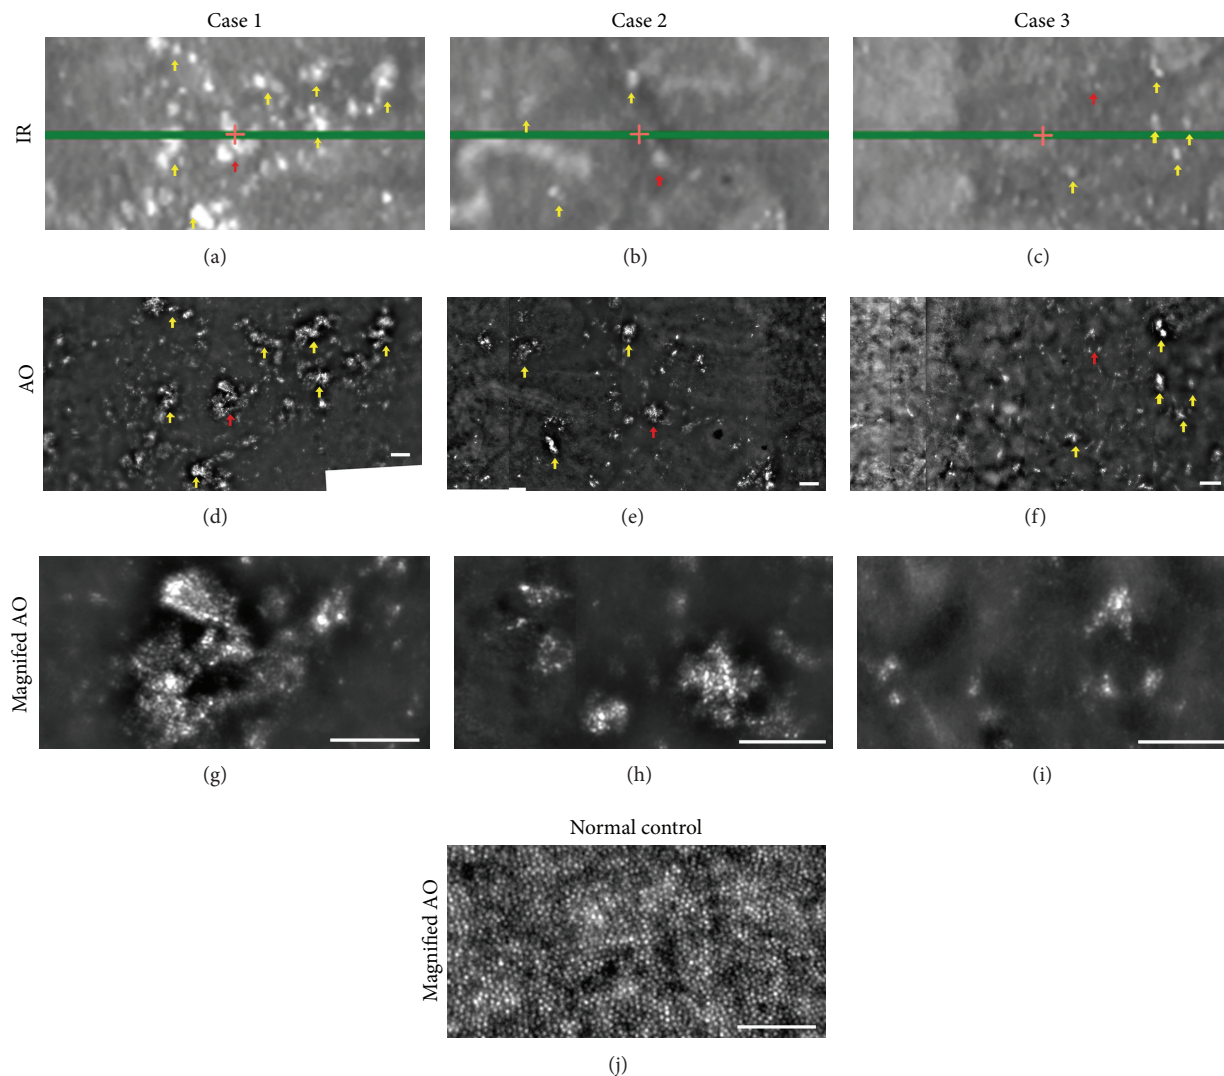 Case 1
Case 2
Case 3
IR
(a)
(b)
(c)
AO
(d)
(e)
(f)
Magnifed AO
(g)
(h)
(i)
Normal control
Magnified AO
(j)